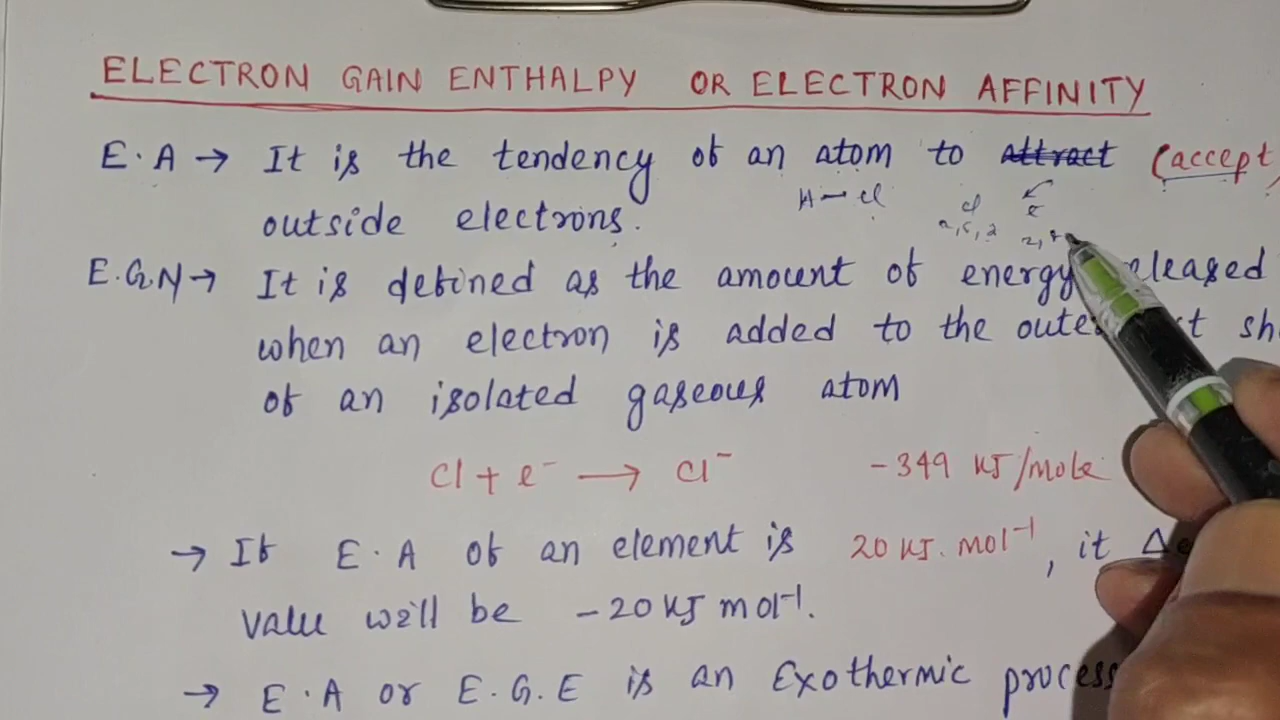 ELECTRON GAIN ENTHALPY OR ELECTRON AFFINITY
E.A → It is the tendency of an atom to attract (accept)
outside electrons.
H — Cl
Cl
e
E.G.N → It is defined as the amount of energy released
when an electron is added to the
of an isolated gaseous atom
Cl + e⁻ → Cl⁻ -349 KJ/mole
→ If E.A of an element is 20 KJ.mol⁻¹, it
value will be -20 KJ mol⁻¹.
→ E.A or E.G.E is an Exothermic process